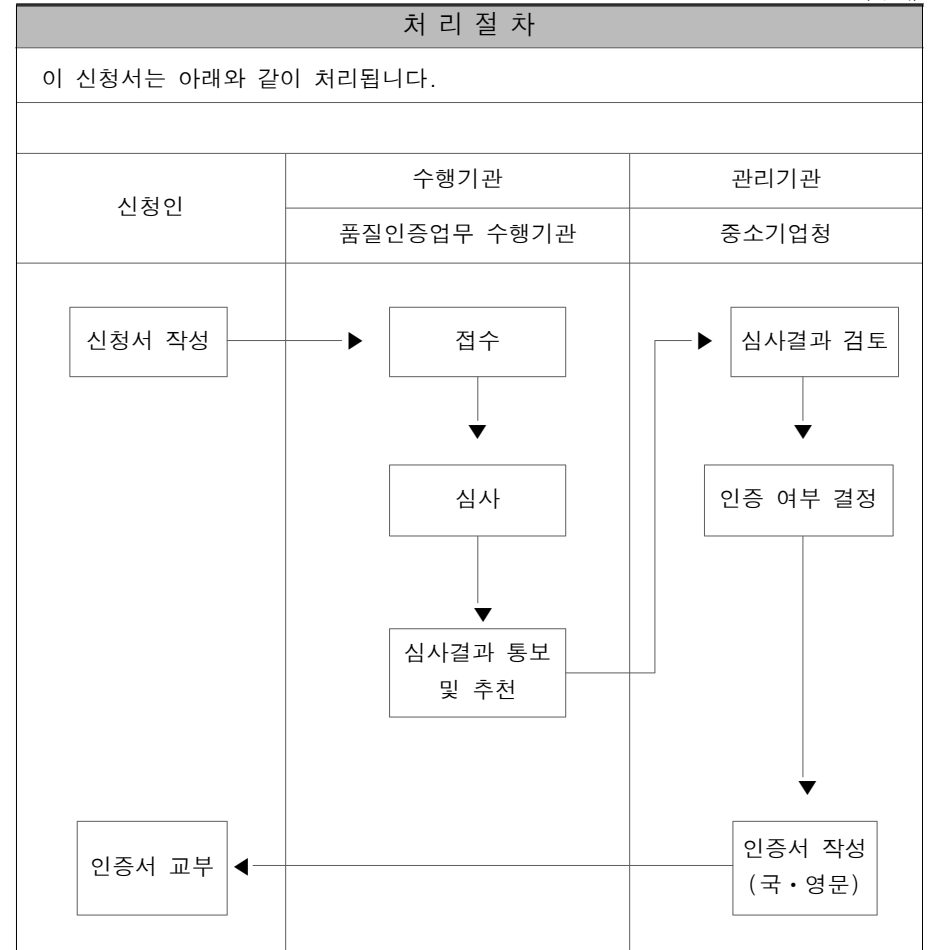 처 리 절 차
이 신청서는 아래와 같이 처리됩니다.
신청인
수행기관
관리기관
품질인증업무 수행기관
중소기업청
신청서 작성
접수
심사결과 검토
심사
인증 여부 결정
심사결과 통보
및 추천
인증서 교부
인증서 작성
(국・영문)